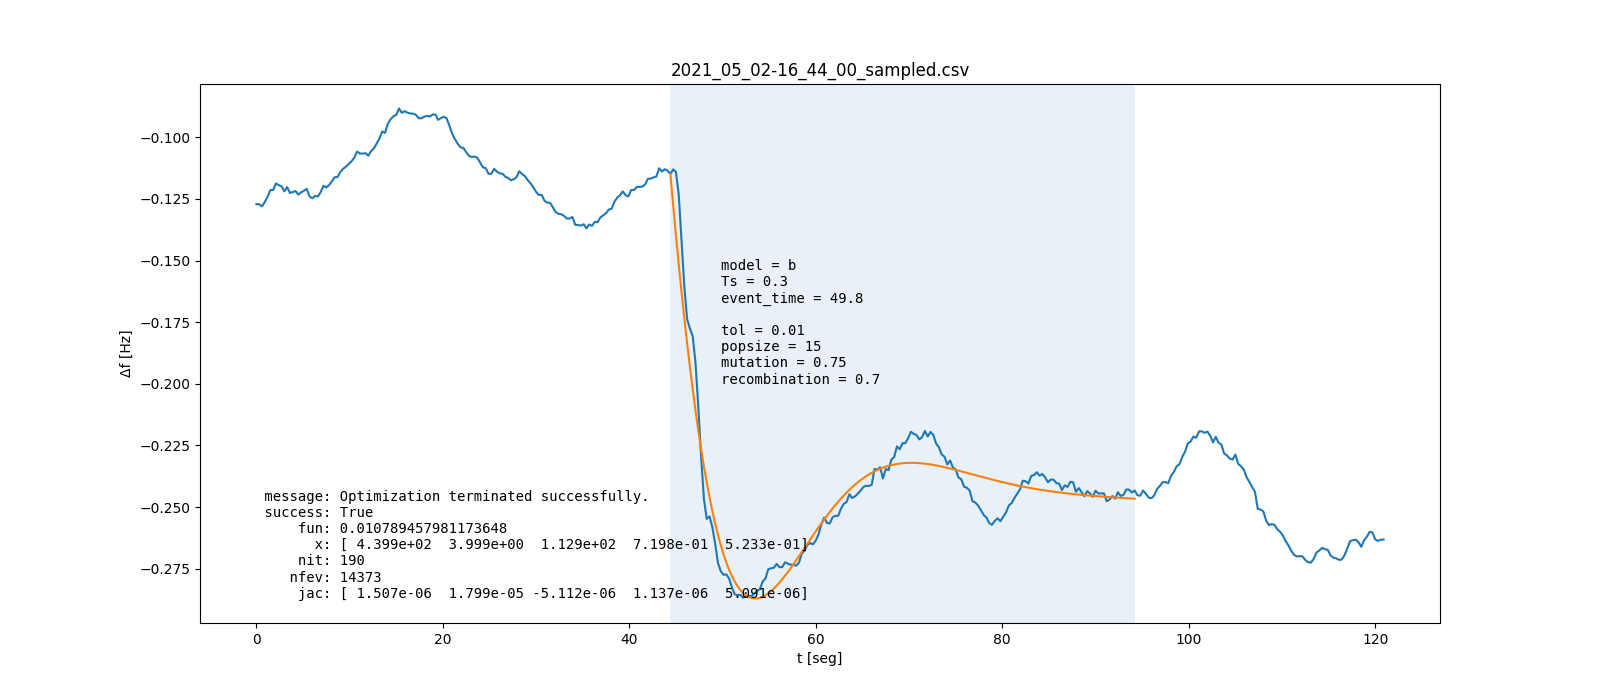 2021_05_02-16_44_00_sampled.csv
−0.100
−0.125
−0.150
−0.175
−0.200
−0.225
−0.250
−0.275
Δf [Hz]
model = b
Ts = 0.3
event_time = 49.8
tol = 0.01
popsize = 15
mutation = 0.75
recombination = 0.7
message: Optimization terminated successfully.
success: True
fun: 0.010789457981173648
x: [ 4.399e+02 3.999e+00 1.129e+02 7.198e-01 5.233e-01]
nit: 190
nfev: 14373
jac: [ 1.507e-06 1.799e-05 -5.112e-06 1.137e-06 5.091e-06]
0 20 40 60 80 100 120
t [seg]